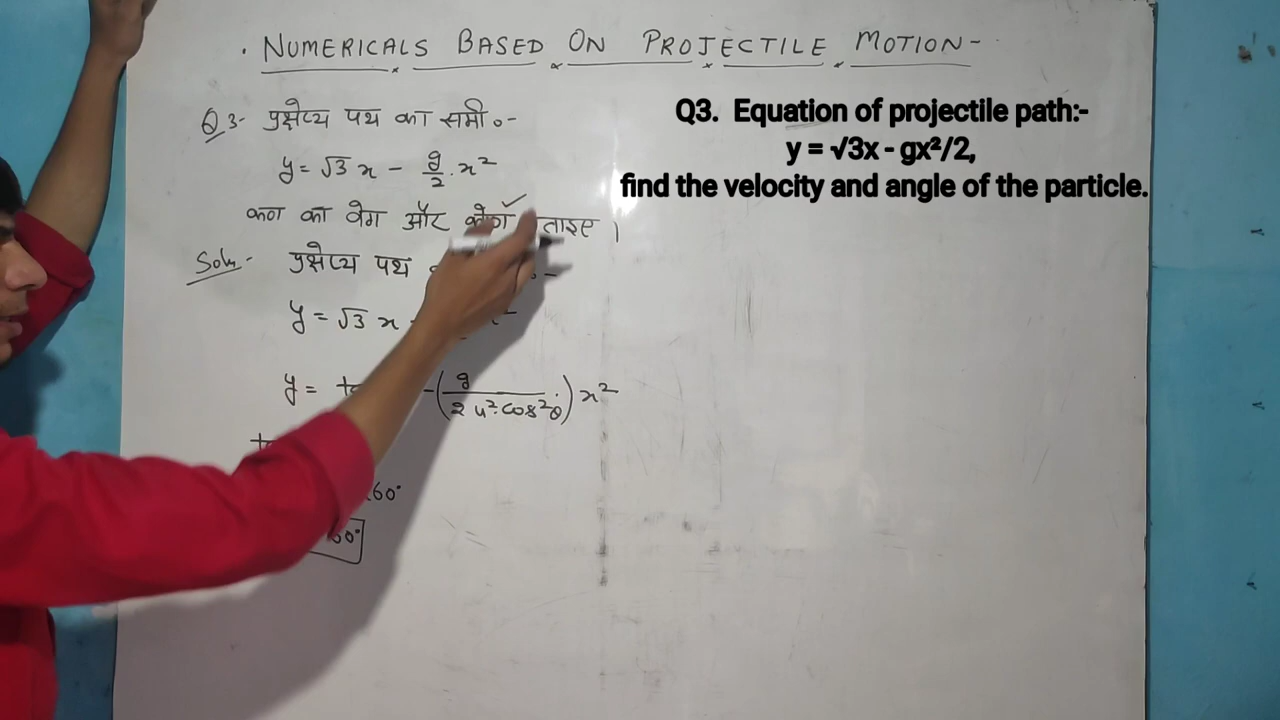 . NUMERICALS BASED ON PROJECTILE MOTION -
Q3- प्रक्षेप्य पथ का समी०-
y = √3 x - g/2 . x²
कण का वेग और कोण ✓
Soln. - प्रक्षेप्य पथ
y = √3 x
y = -(g/2u².cos²θ) x²
60°
60°
Q3. Equation of projectile path:-
y = √3x - gx²/2,
find the velocity and angle of the particle.